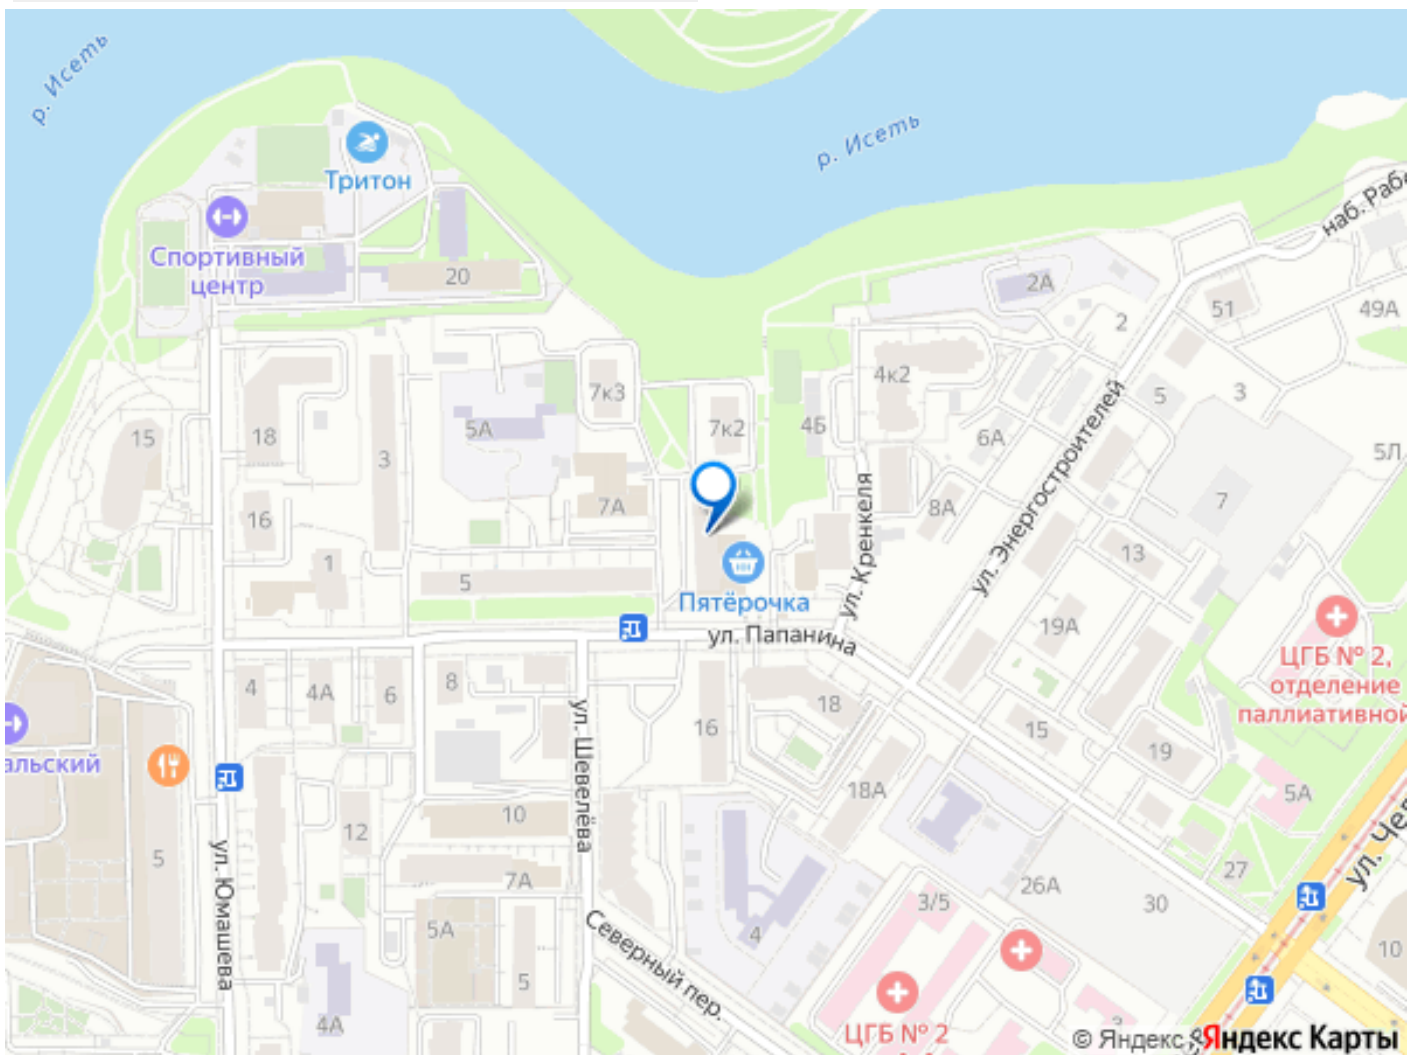 р. Исеть
р. Исеть
Тритон
наб. Рабо
Спортивный
центр
20
2А
51
49А
2
4к2
7к3
5
3
15
18
3
5А
7к2
4Б
6А
5Л
16
7А
8А
7
ул. Кренкеля
ул. Энергостроителей
1
13
5
Пятёрочка
ул. Папанина
19А
ЦГБ № 2,
отделение
паллиативной
4
4А
6
8
18
16
15
19
альский
ул. Шевелёва
18А
5А
10
12
5
ул. Юмашева
7А
27
ул. Чел
26А
3/5
30
5А
4
10
Северный пер.
5
4А
ЦГБ № 2
3
© Яндекс
Яндекс Карты